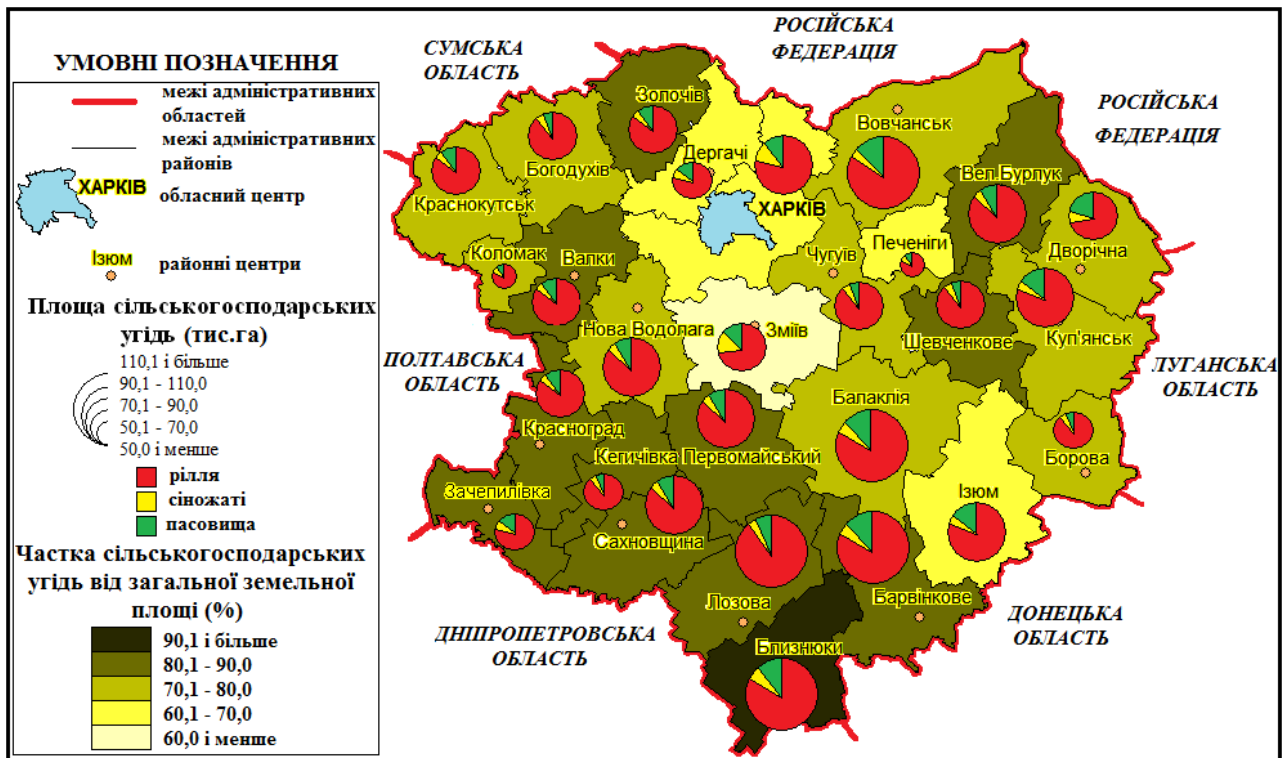 УМОВНІ ПОЗНАЧЕННЯ
межі адміністративних
областей
межі адміністративних
районів
ХАРКІВ
обласний центр
Ізюм
районні центри
Площа сільськогосподарських
угідь (тис.га)
110,1 і більше
90,1 - 110,0
70,1 - 90,0
50,1 - 70,0
50,0 і менше
рілля
сіножаті
пасовища
Частка сільськогосподарських
угідь від загальної земельної
площі (%)
90,1 і більше
80,1 - 90,0
70,1 - 80,0
60,1 - 70,0
60,0 і менше
СУМСЬКА
ОБЛАСТЬ
РОСІЙСЬКА
ФЕДЕРАЦІЯ
РОСІЙСЬКА
ФЕДЕРАЦІЯ
Золочів
Вовчанськ
Дергачі
Богодухів
Вел.Бурлук
Краснокутськ
ХАРКІВ
Печеніги
Дворічна
Коломак
Валки
Чугуїв
Нова Водолага
Зміїв
Шевченкове
Куп'янськ
ПОЛТАВСЬКА
ОБЛАСТЬ
ЛУГАНСЬКА
ОБЛАСТЬ
Балаклія
Красноград
Кегичівка
Первомайський
Борова
Зачепилівка
Ізюм
Сахновщина
Лозова
Барвінкове
ДНІПРОПЕТРОВСЬКА
ОБЛАСТЬ
ДОНЕЦЬКА
ОБЛАСТЬ
Близнюки